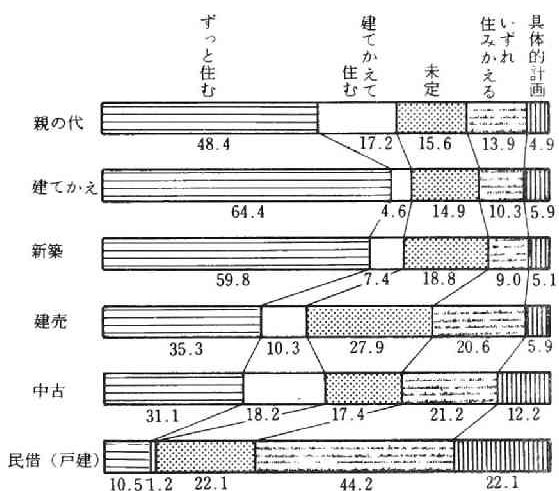 ずっと住む
建てかえて
住む
未定
いずれ
住みかえる
具体的計画
親の代
48.4 17.2 15.6 13.9 4.9
建てかえ
64.4 4.6 14.9 10.3 5.9
新築
59.8 7.4 18.8 9.0 5.1
建売
35.3 10.3 27.9 20.6 5.9
中古
31.1 18.2 17.4 21.2 12.2
民借（戸建）
10.5 1.2 22.1 44.2 22.1